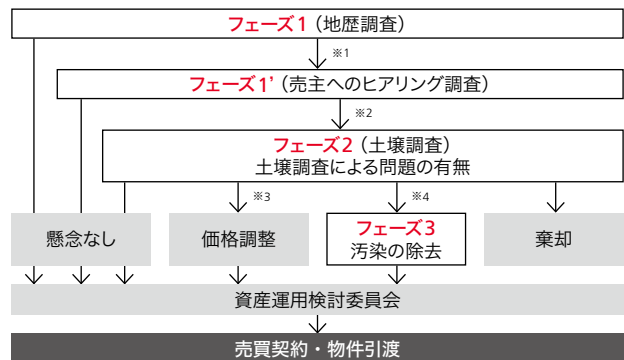 フェーズ1（地歴調査）
※1
フェーズ1’（売主へのヒアリング調査）
※2
フェーズ2（土壌調査）
土壌調査による問題の有無
※3
※4
懸念なし
価格調整
フェーズ3
汚染の除去
棄却
資産運用検討委員会
売買契約・物件引渡